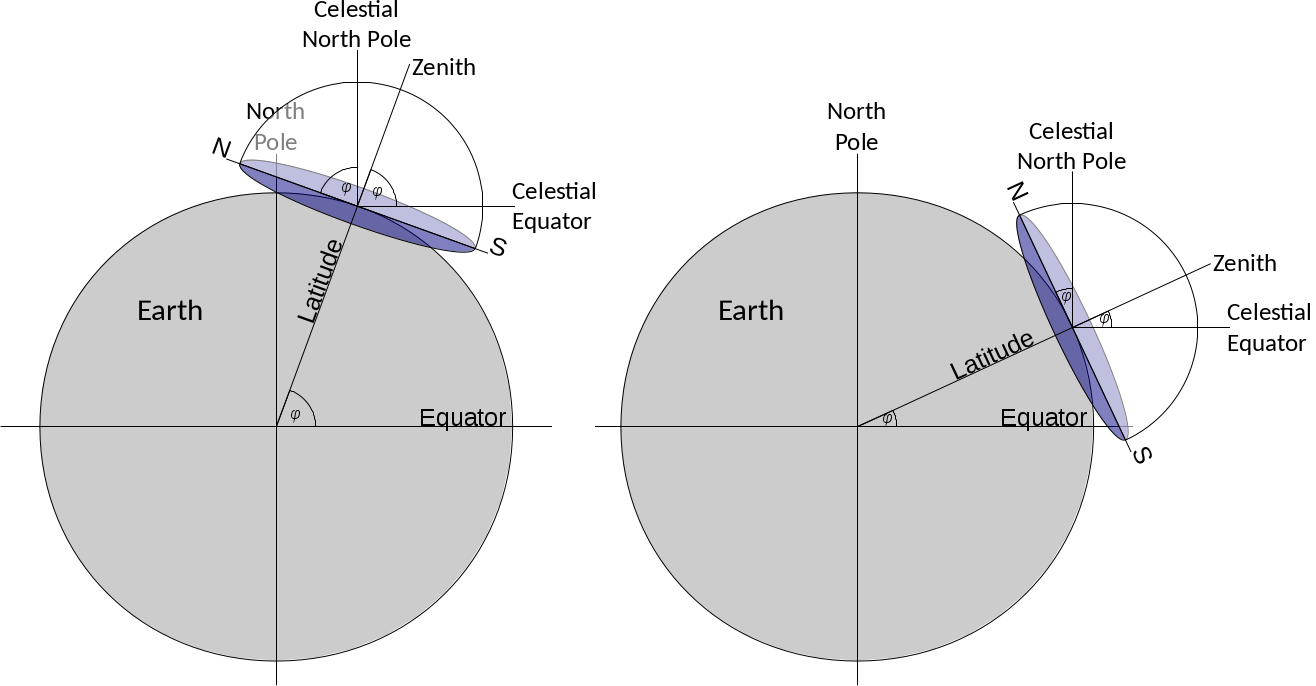 Celestial
North Pole
Zenith
North
Pole
N
φ
φ
Celestial
Equator
S
Latitude
Earth
φ
Equator
North
Pole
Celestial
North Pole
N
Zenith
φ
φ
Celestial
Equator
Earth
Latitude
φ
Equator
S